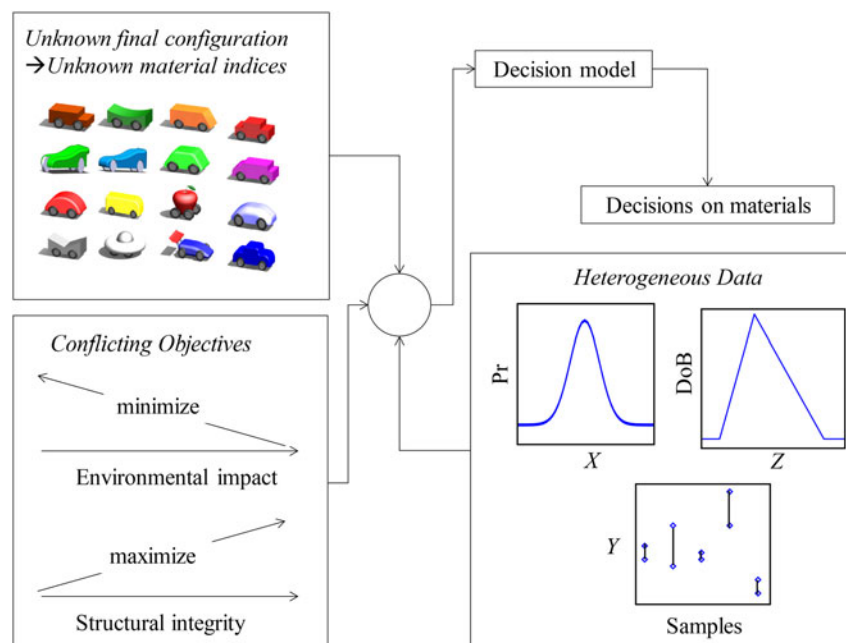 Unknown final configuration
→Unknown material indices
Decision model
Decisions on materials
Conflicting Objectives
minimize
Environmental impact
maximize
Structural integrity
Heterogeneous Data
Pr
X
DoB
Z
Y
Samples